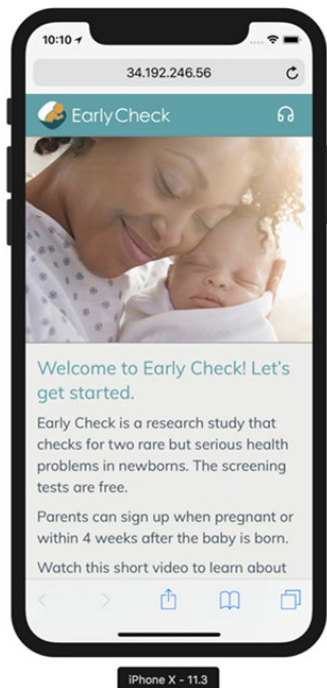 10:10
34.192.246.56
Early Check
Welcome to Early Check! Let's
get started.
Early Check is a research study that
checks for two rare but serious health
problems in newborns. The screening
tests are free.
Parents can sign up when pregnant or
within 4 weeks after the baby is born.
Watch this short video to learn about
iPhone X - 11.3